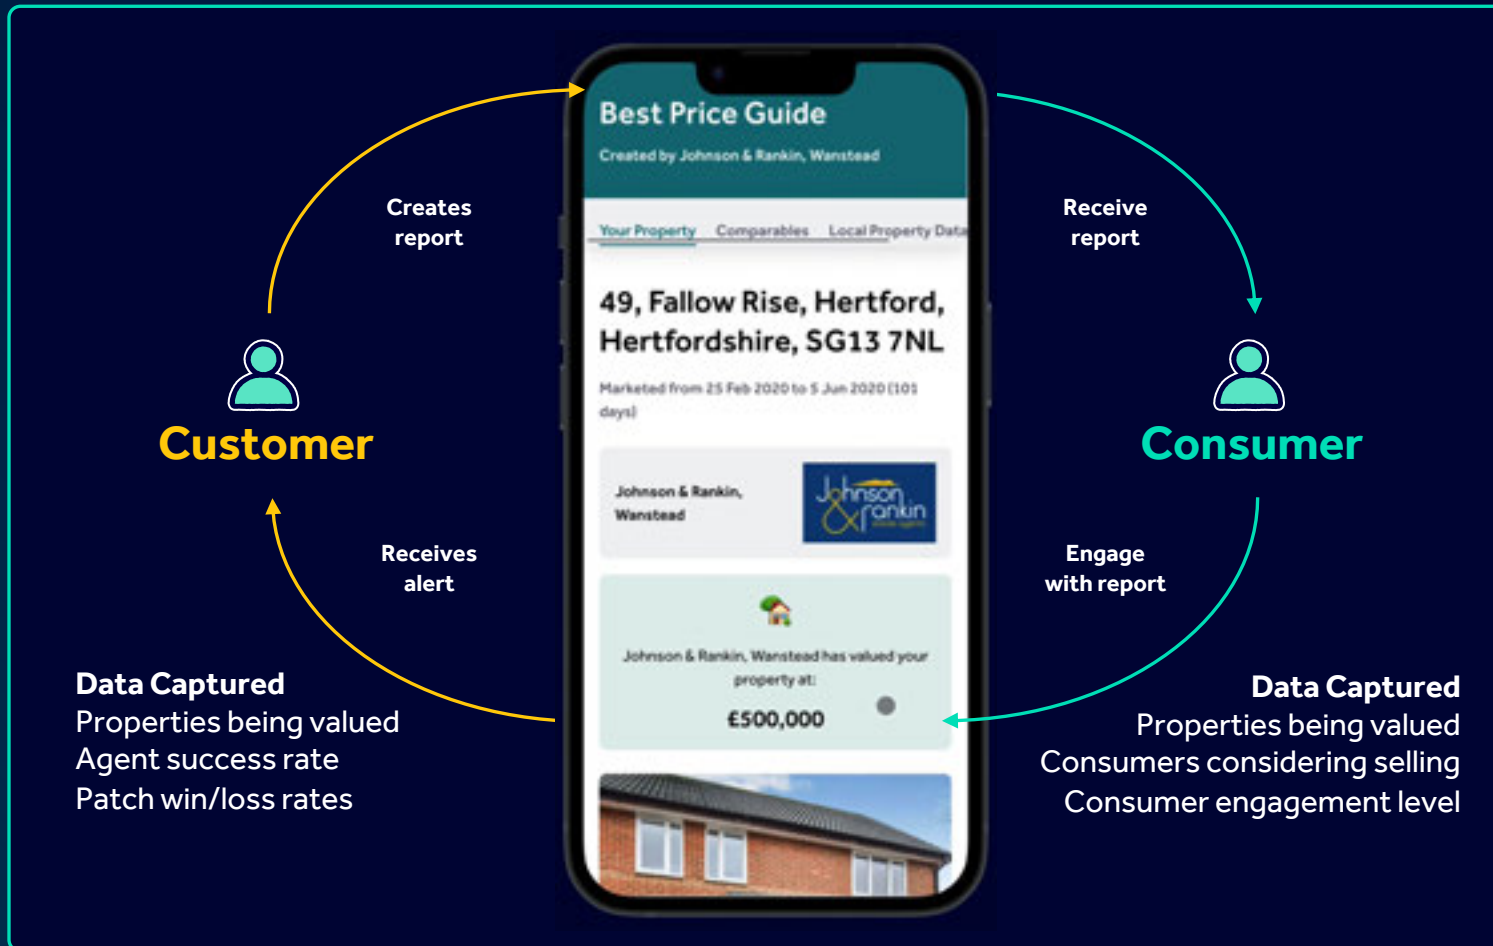 Best Price Guide
Created by Johnson & Rankin, Wanstead
Your Property Comparables Local Property Data
49, Fallow Rise, Hertford,
Hertfordshire, SG13 7NL
Marketed from 25 Feb 2020 to 5 Jun 2020 (101
days)
Johnson & Rankin,
Wanstead
Johnson
& rankin
estate agents
Johnson & Rankin, Wanstead has valued your
property at:
£500,000
Creates
report
Customer
Receives
alert
Data Captured
Properties being valued
Agent success rate
Patch win/loss rates
Receive
report
Consumer
Engage
with report
Data Captured
Properties being valued
Consumers considering selling
Consumer engagement level